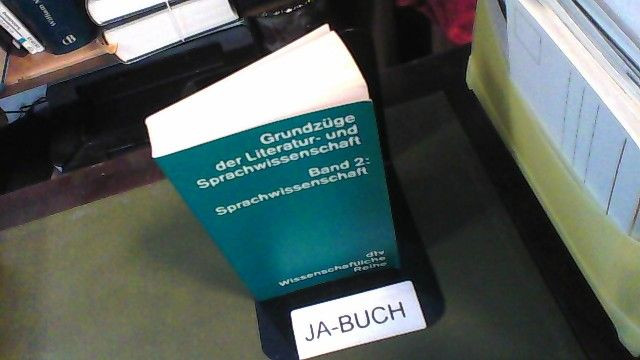 Grundzüge
der Literatur- und
Sprachwissenschaft
Band 2:
Sprachwissenschaft
dtv
Wissenschaftliche
Reihe
JA-BUCH